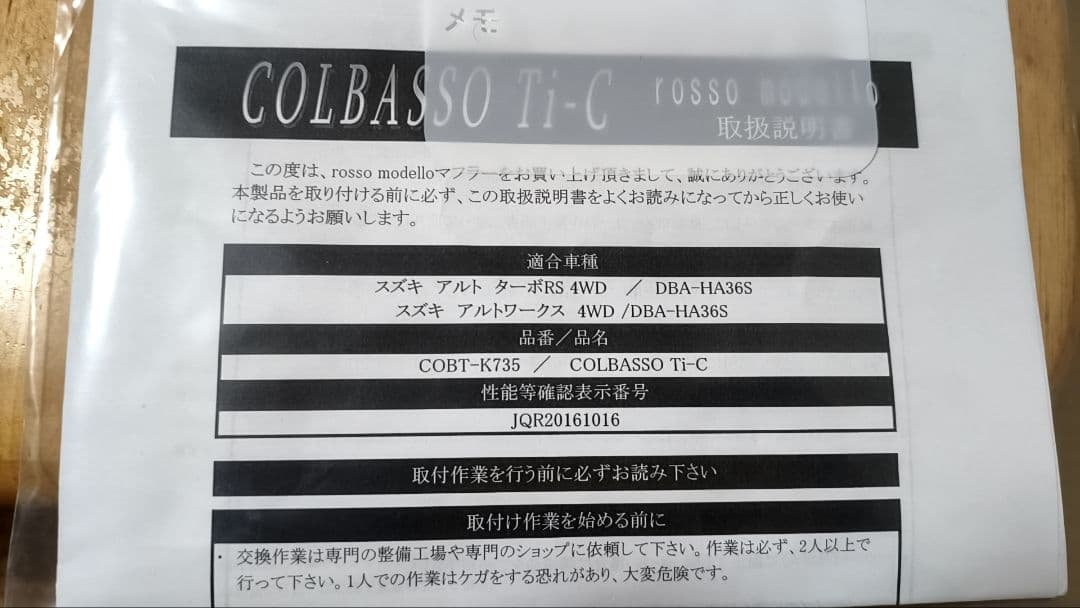 メモ
COLBASSO Ti-C rosso modello
取扱説明書
この度は、rosso modelloマフラーをお買い上げ頂きまして、誠にありがとうございます。
本製品を取り付ける前に必ず、この取扱説明書をよくお読みになってから正しくお使い
になるようお願いします。
適合車種
スズキ アルト ターボRS 4WD ／ DBA-HA36S
スズキ アルトワークス 4WD /DBA-HA36S
品番／品名
COBT-K735 ／ COLBASSO Ti-C
性能等確認表示番号
JQR20161016
取付作業を行う前に必ずお読み下さい
取付け作業を始める前に
・ 交換作業は専門の整備工場や専門のショップに依頼して下さい。作業は必ず、2人以上で
行って下さい。1人での作業はケガをする恐れがあり、大変危険です。